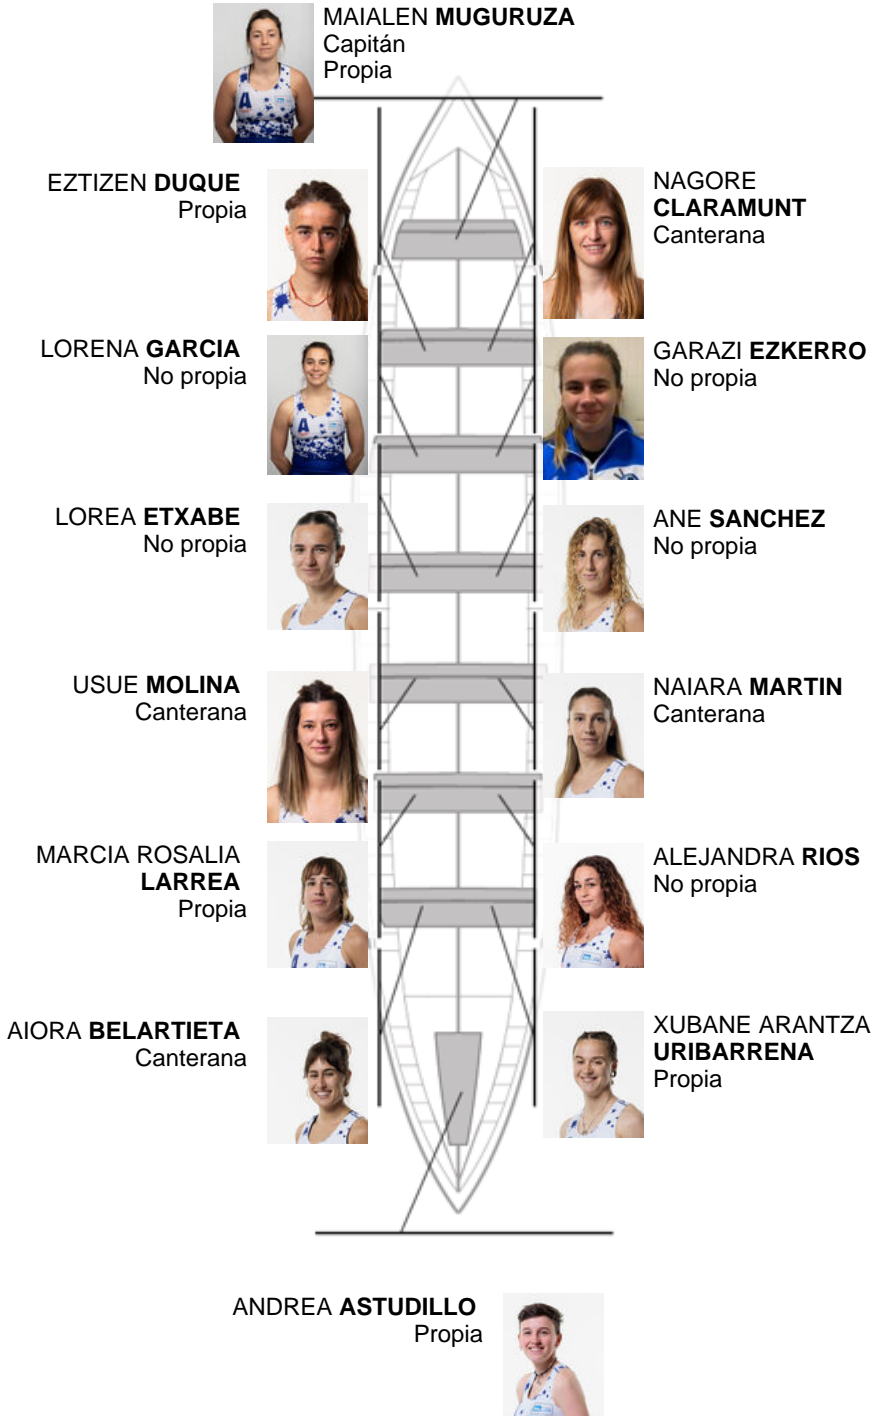 MAIALEN MUGURUZA
Capitán
Propia
EZTIZEN DUQUE
Propia
NAGORE
CLARAMUNT
Canterana
LORENA GARCIA
No propia
GARAZI EZKERRO
No propia
LOREA ETXABE
No propia
ANE SANCHEZ
No propia
USUE MOLINA
Canterana
NAIARA MARTIN
Canterana
MARCIA ROSALIA
LARREA
Propia
ALEJANDRA RIOS
No propia
AIORA BELARTIETA
Canterana
XUBANE ARANTZA
URIBARRENA
Propia
ANDREA ASTUDILLO
Propia